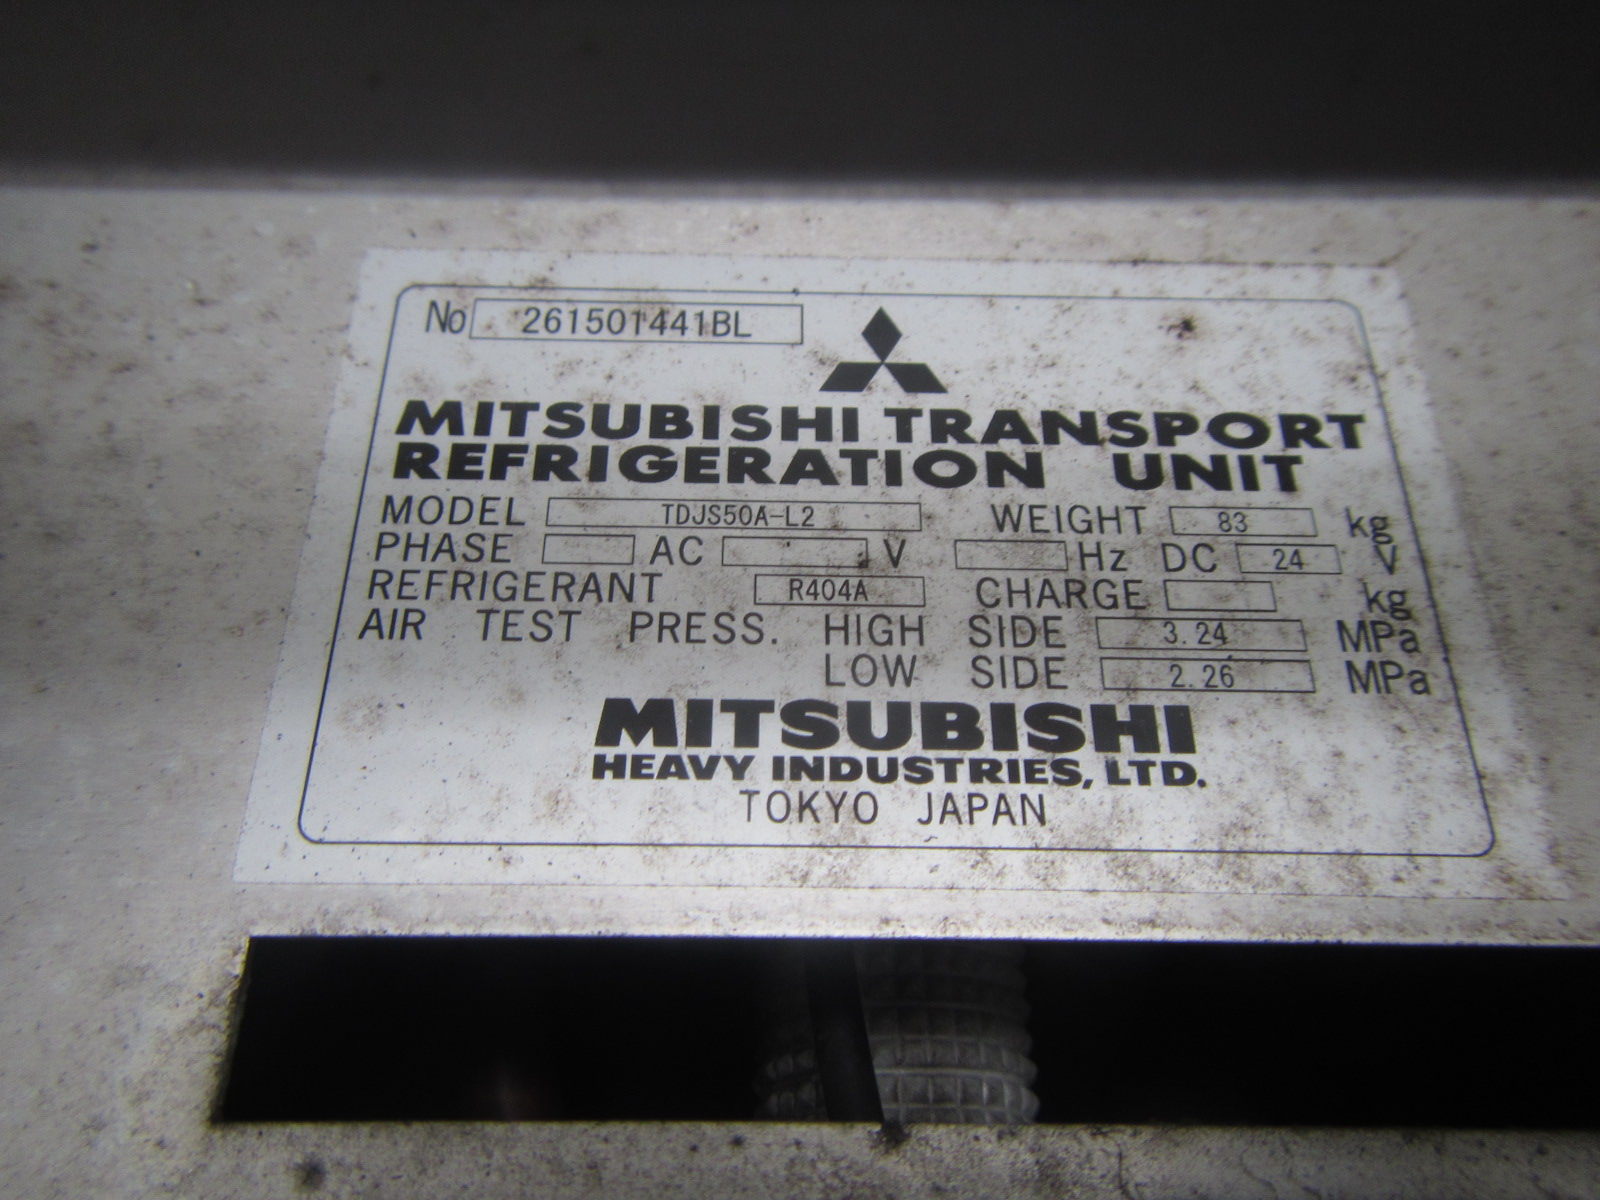 No 261501441BL
MITSUBISHI TRANSPORT
REFRIGERATION UNIT
MODEL TDJS50A-L2 WEIGHT 83 kg
PHASE AC V Hz DC 24 V
REFRIGERANT R404A CHARGE kg
AIR TEST PRESS. HIGH SIDE 3.24 MPa
LOW SIDE 2.26 MPa
MITSUBISHI
HEAVY INDUSTRIES, LTD.
TOKYO JAPAN